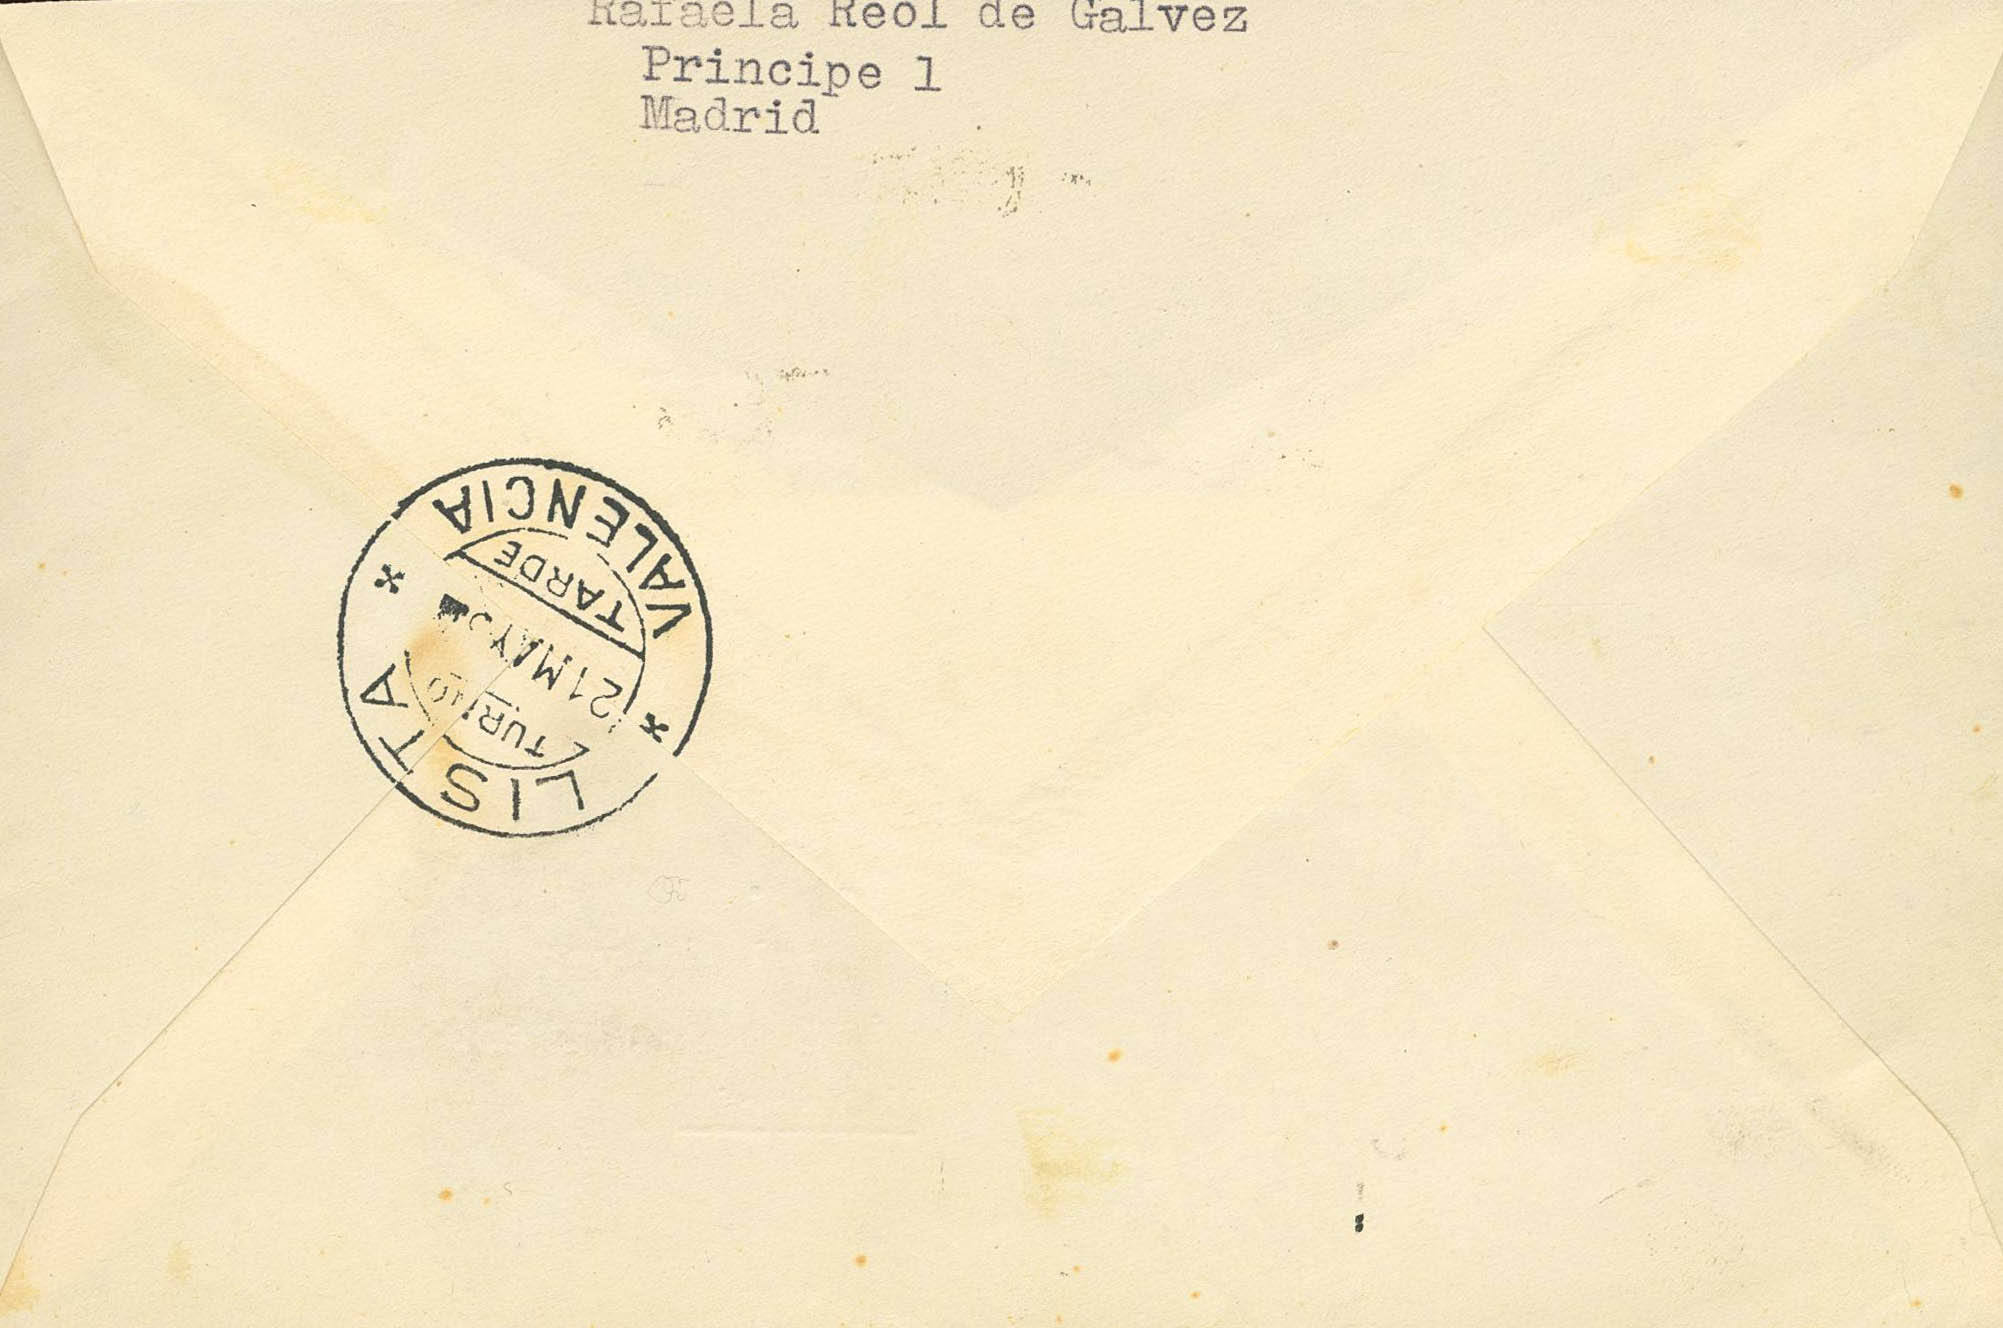 Rafaela Reol de Galvez
Principe 1
Madrid
VALENCIA
TARDE
21 MAY
LISTA